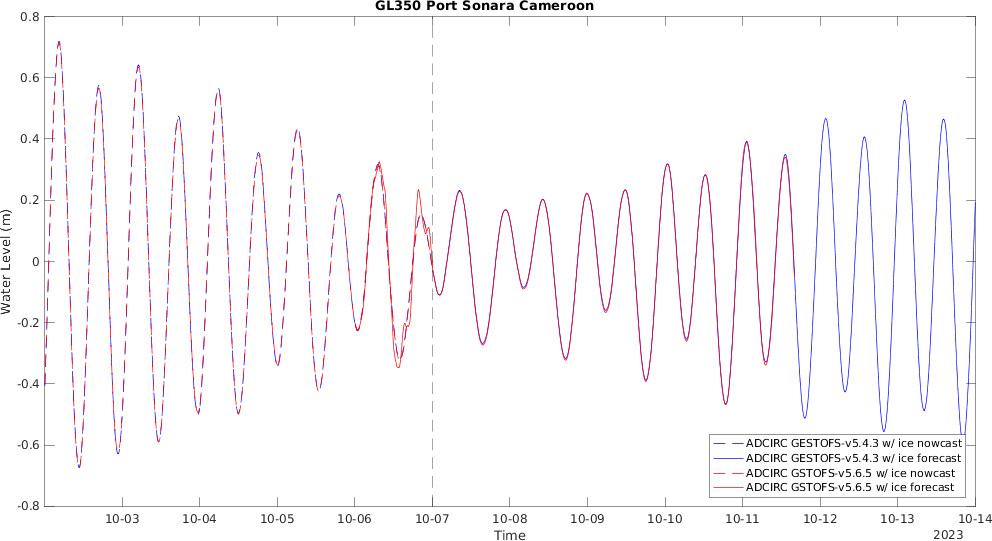 GL350 Port Sonara Cameroon
0.8
0.6
0.4
0.2
0
-0.2
-0.4
-0.6
-0.8
Water Level (m)
ADCIRC GESTOFS-v5.4.3 w/ ice nowcast
ADCIRC GESTOFS-v5.4.3 w/ ice forecast
ADCIRC GSTOFS-v5.6.5 w/ ice nowcast
ADCIRC GSTOFS-v5.6.5 w/ ice forecast
10-03 10-04 10-05 10-06 10-07 10-08 10-09 10-10 10-11 10-12 10-13 10-14
Time
2023